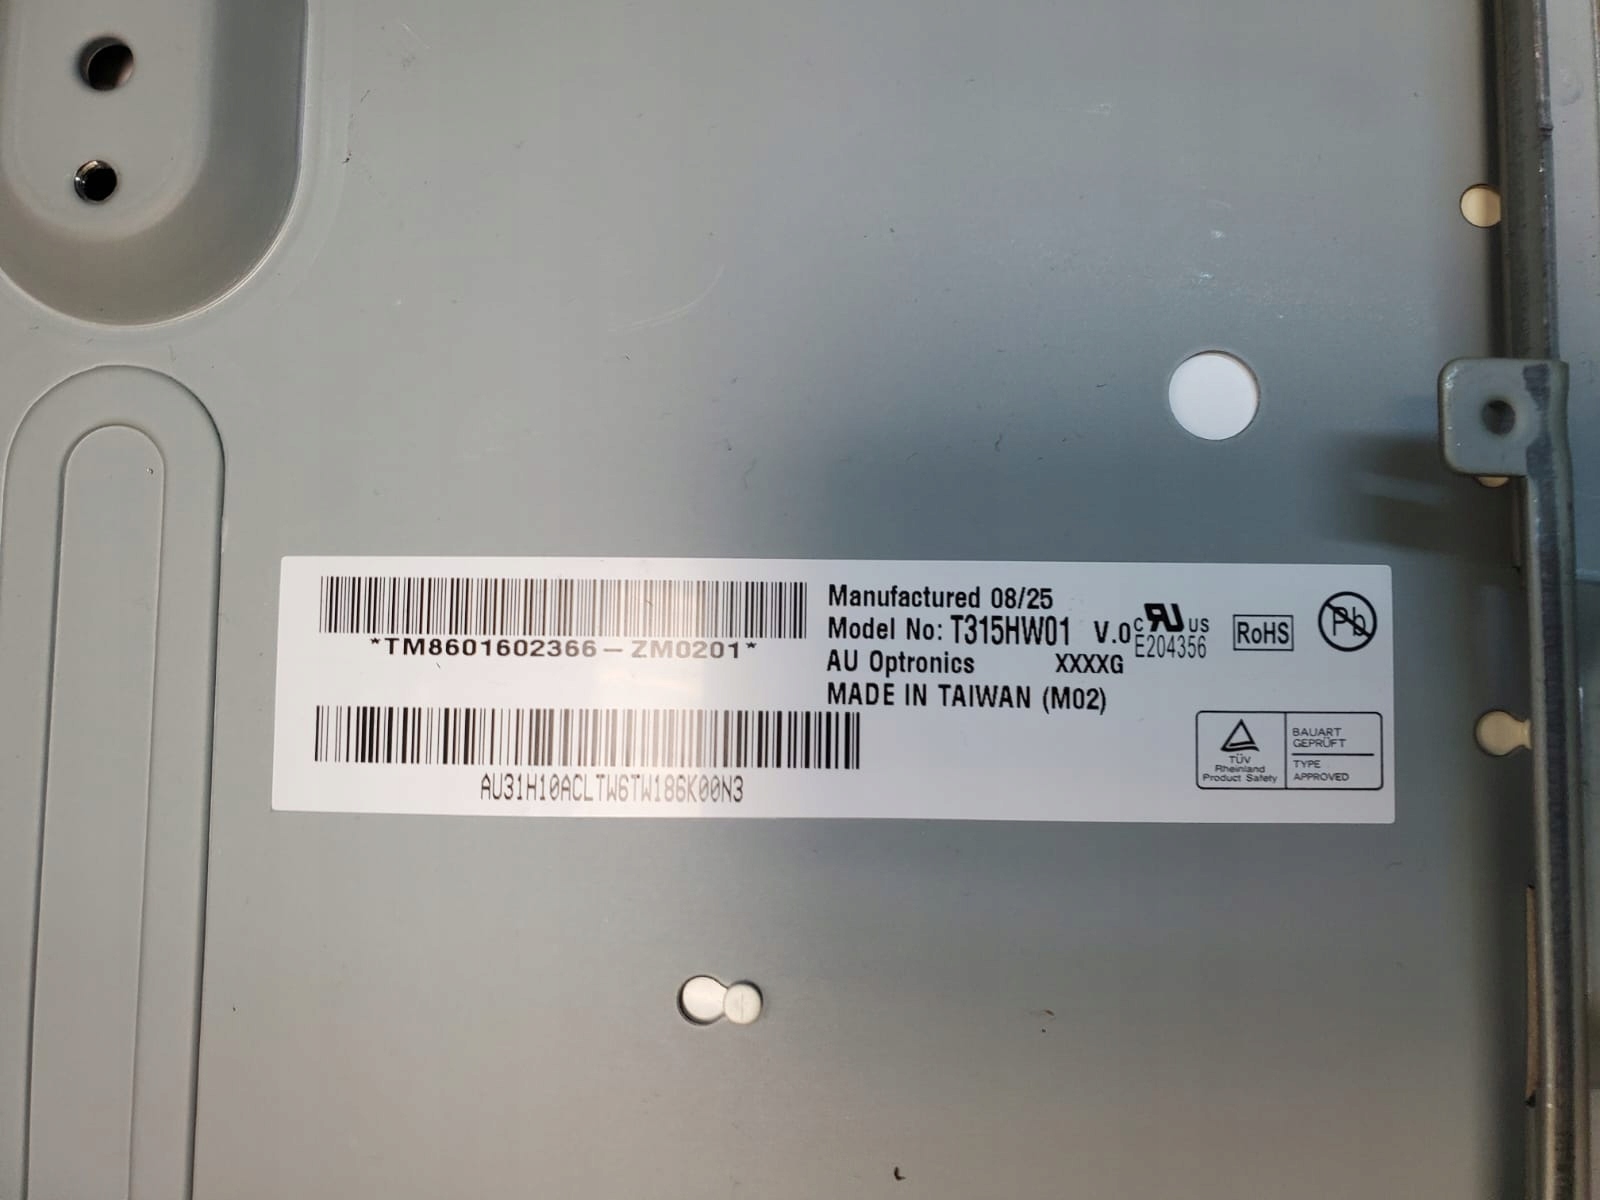 *TM8601602366-ZM0201*
AU31H10ACLTW6TW186K00N3
Manufactured 08/25
Model No: T315HW01 V.0
AU Optronics XXXXG
MADE IN TAIWAN (M02)
C RU US
E204356
RoHS
Pb
TÜV
Rheinland
Product Safety
BAUART
GEPRÜFT
TYPE
APPROVED